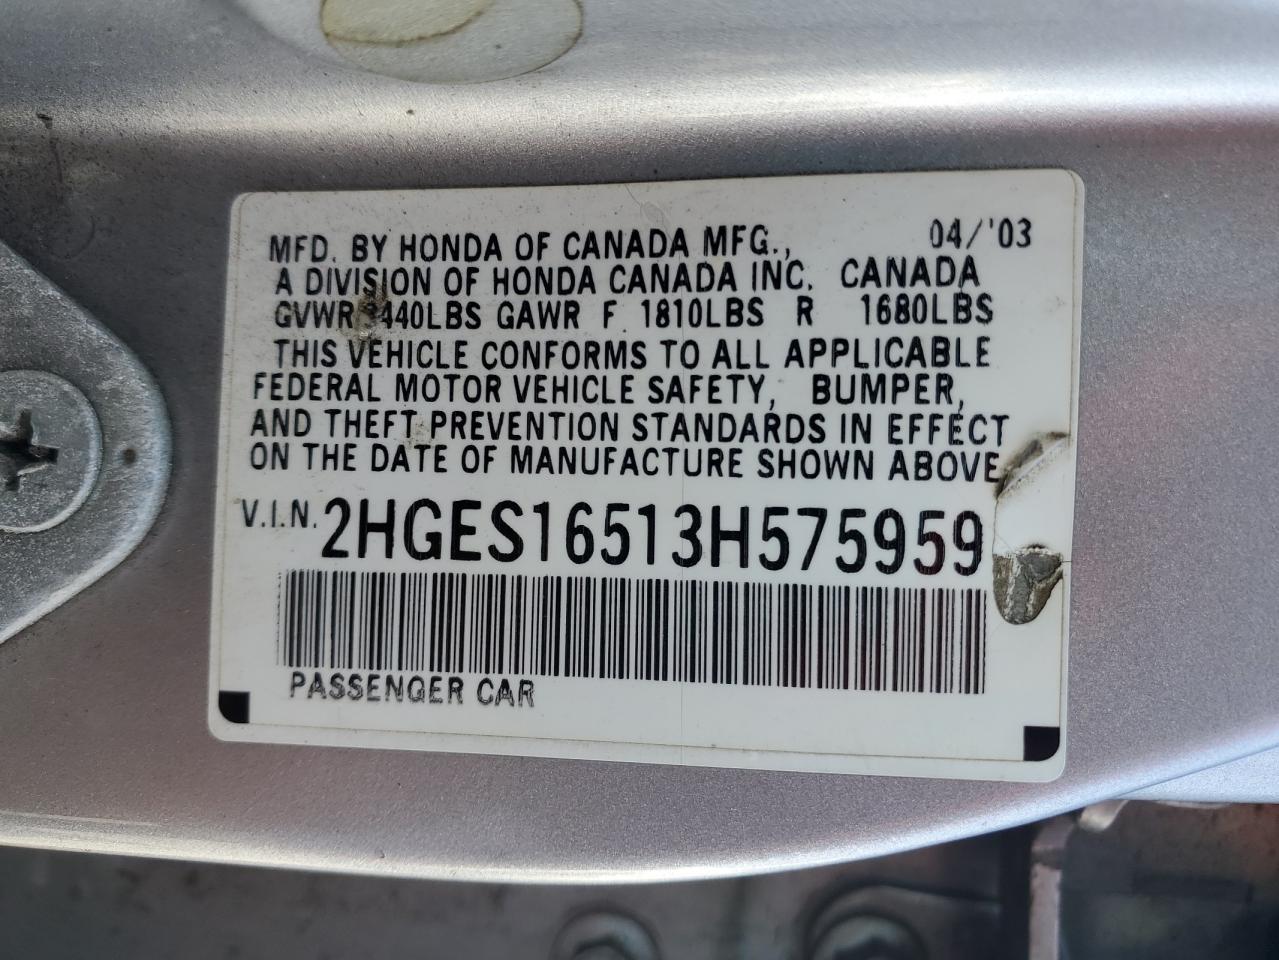 MFD. BY HONDA OF CANADA MFG., 04/'03
A DIVISION OF HONDA CANADA INC. CANADA
GVWR 3440LBS GAWR F 1810LBS R 1680LBS
THIS VEHICLE CONFORMS TO ALL APPLICABLE
FEDERAL MOTOR VEHICLE SAFETY, BUMPER,
AND THEFT PREVENTION STANDARDS IN EFFECT
ON THE DATE OF MANUFACTURE SHOWN ABOVE
V.I.N. 2HGES16513H575959
PASSENGER CAR